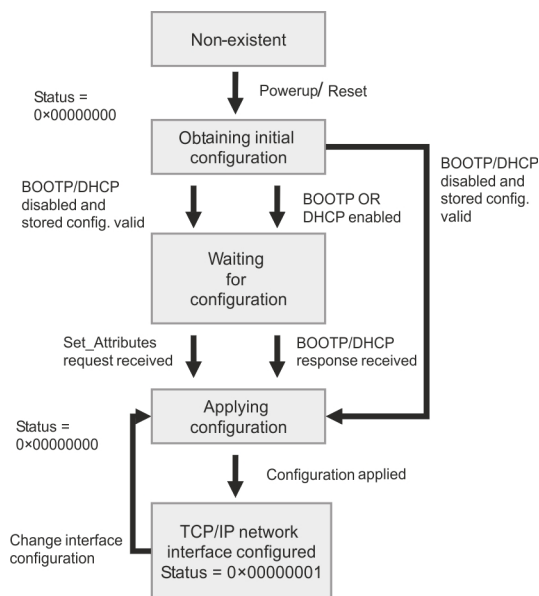 Non-existent
Powerup/ Reset
Status =
0×00000000
Obtaining initial
configuration
BOOTP/DHCP
disabled and
stored config. valid
BOOTP OR
DHCP enabled
BOOTP/DHCP
disabled and
stored config.
valid
Waiting
for
configuration
Set_Attributes
request received
BOOTP/DHCP
response received
Applying
configuration
Status =
0×00000000
Configuration applied
Change interface
configuration
TCP/IP network
interface configured
Status = 0×00000001